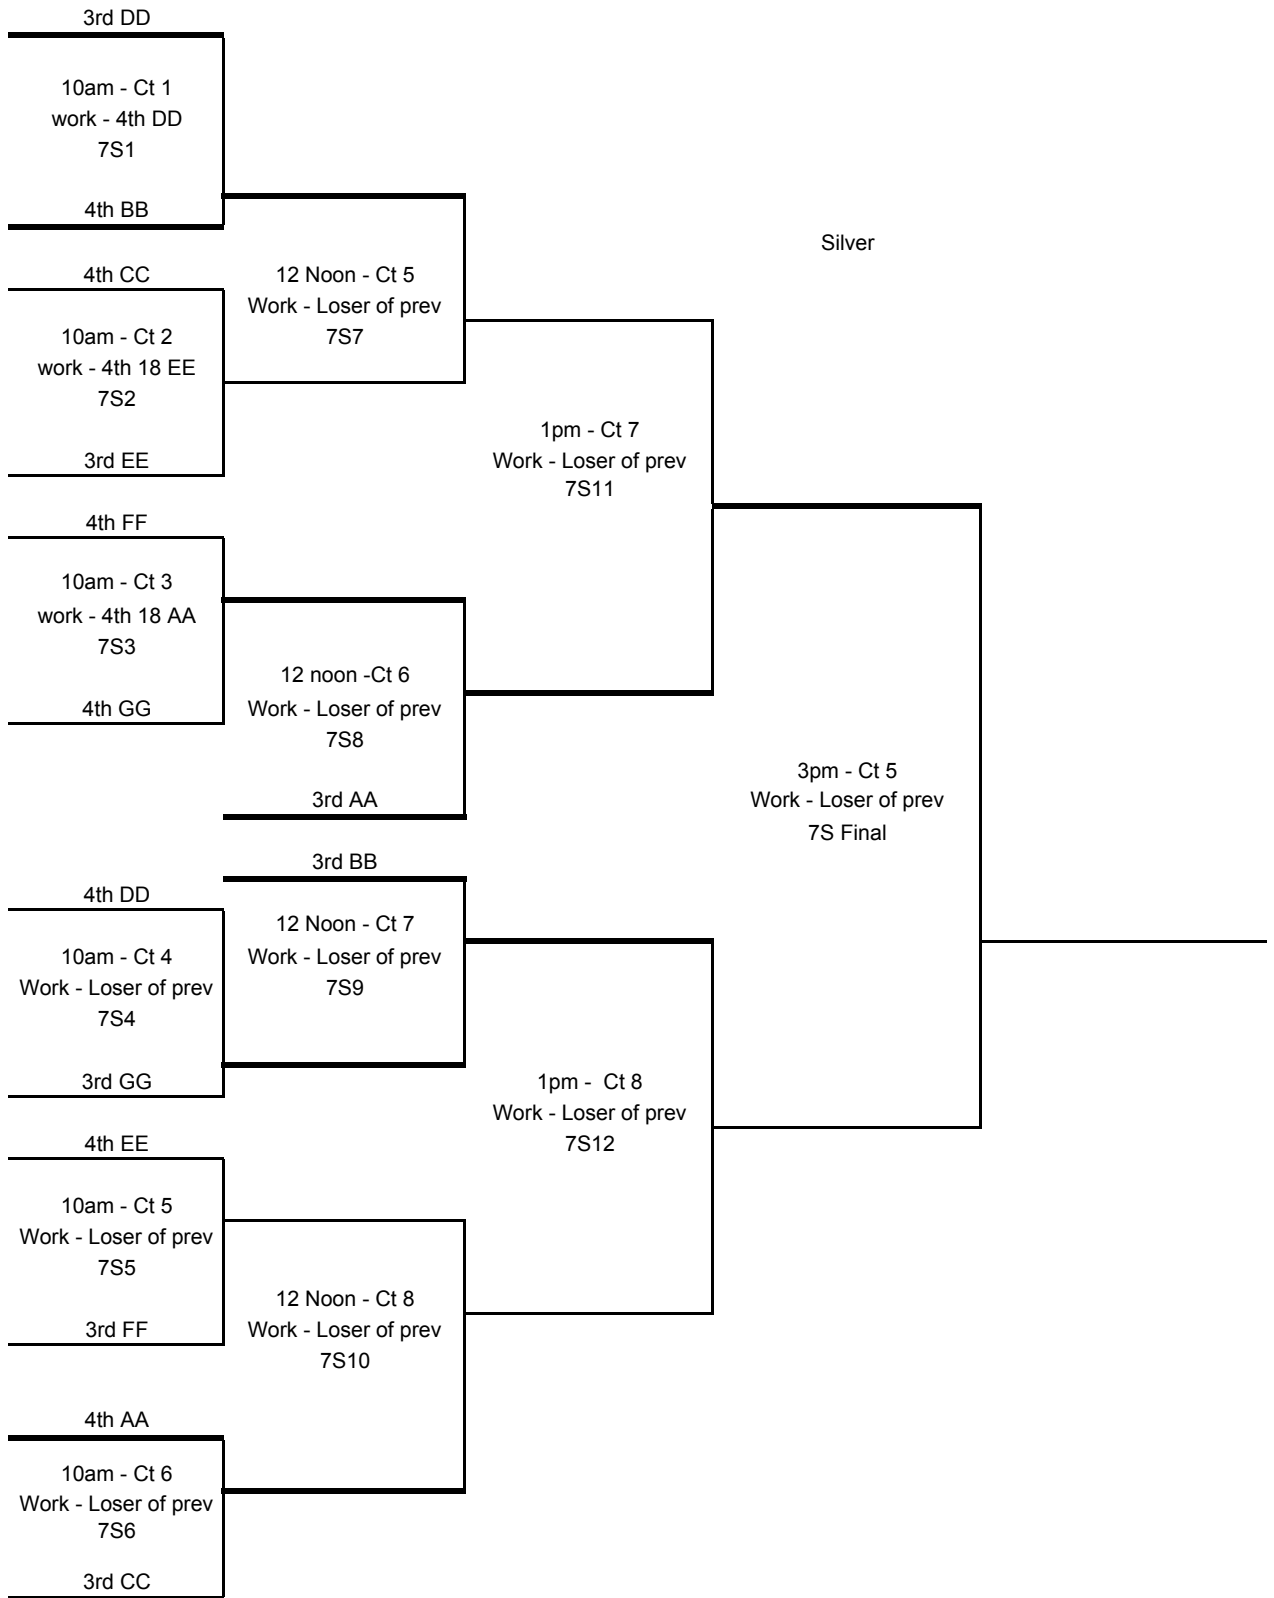 3rd DD
10am - Ct 1
work - 4th DD
7S1
4th BB
Silver
4th CC
12 Noon - Ct 5
Work - Loser of prev
7S7
10am - Ct 2
work - 4th 18 EE
7S2
1pm - Ct 7
Work - Loser of prev
7S11
3rd EE
4th FF
10am - Ct 3
work - 4th 18 AA
7S3
12 noon -Ct 6
Work - Loser of prev
7S8
4th GG
3pm - Ct 5
Work - Loser of prev
7S Final
3rd AA
3rd BB
4th DD
12 Noon - Ct 7
Work - Loser of prev
7S9
10am - Ct 4
Work - Loser of prev
7S4
3rd GG
1pm -  Ct 8
Work - Loser of prev
7S12
4th EE
10am - Ct 5
Work - Loser of prev
7S5
12 Noon - Ct 8
Work - Loser of prev
7S10
3rd FF
4th AA
10am - Ct 6
Work - Loser of prev
7S6
3rd CC